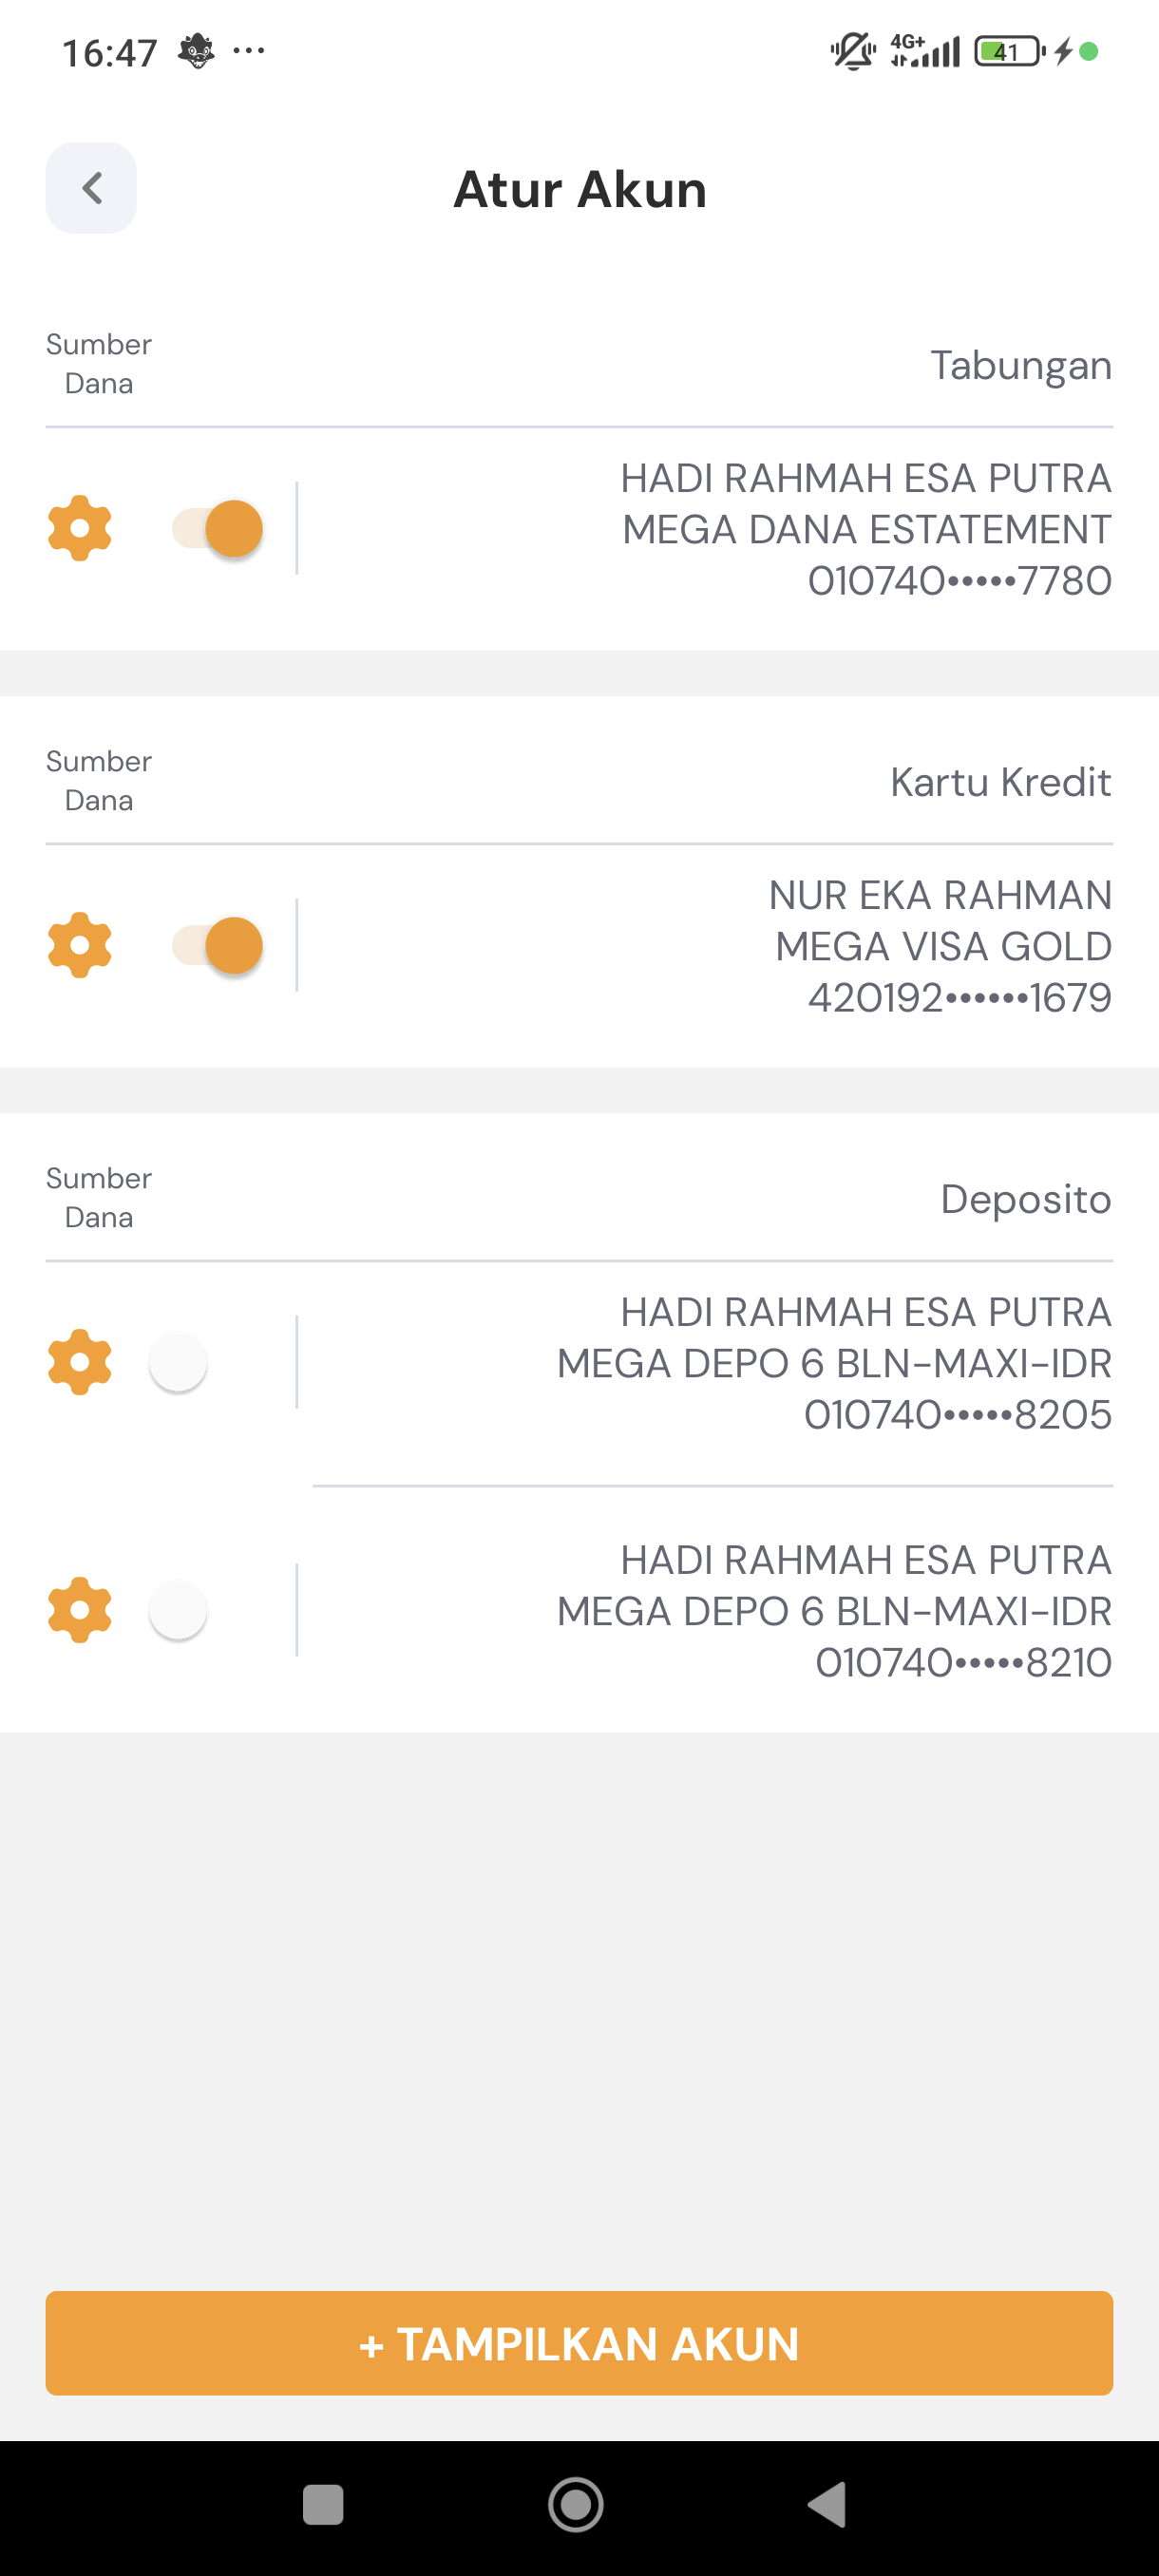 16:47
4G+
41
Atur Akun
Sumber
Dana
Tabungan
HADI RAHMAH ESA PUTRA
MEGA DANA ESTATEMENT
010740•••••7780
Sumber
Dana
Kartu Kredit
NUR EKA RAHMAN
MEGA VISA GOLD
420192••••••1679
Sumber
Dana
Deposito
HADI RAHMAH ESA PUTRA
MEGA DEPO 6 BLN-MAXI-IDR
010740•••••8205
HADI RAHMAH ESA PUTRA
MEGA DEPO 6 BLN-MAXI-IDR
010740•••••8210
+ TAMPILKAN AKUN